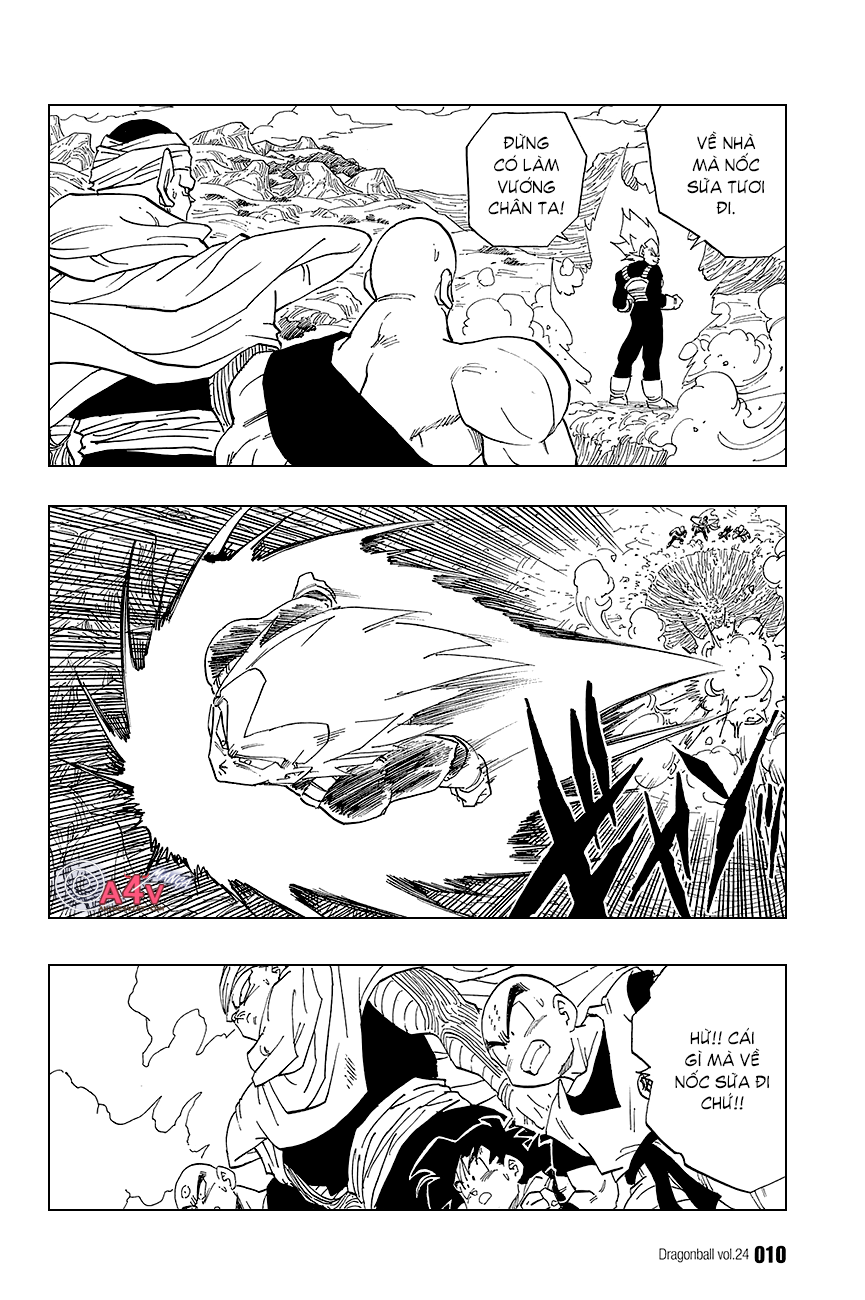 VỀ NHÀ
MÀ NỐC
SỮA TƯƠI
ĐI.
ĐỪNG
CÓ LÀM
VƯỚNG
CHÂN TA!
A4V
HỪ!! CÁI
GÌ MÀ VỀ
NỐC SỮA ĐI
CHỨ!!
Dragonball vol.24 010